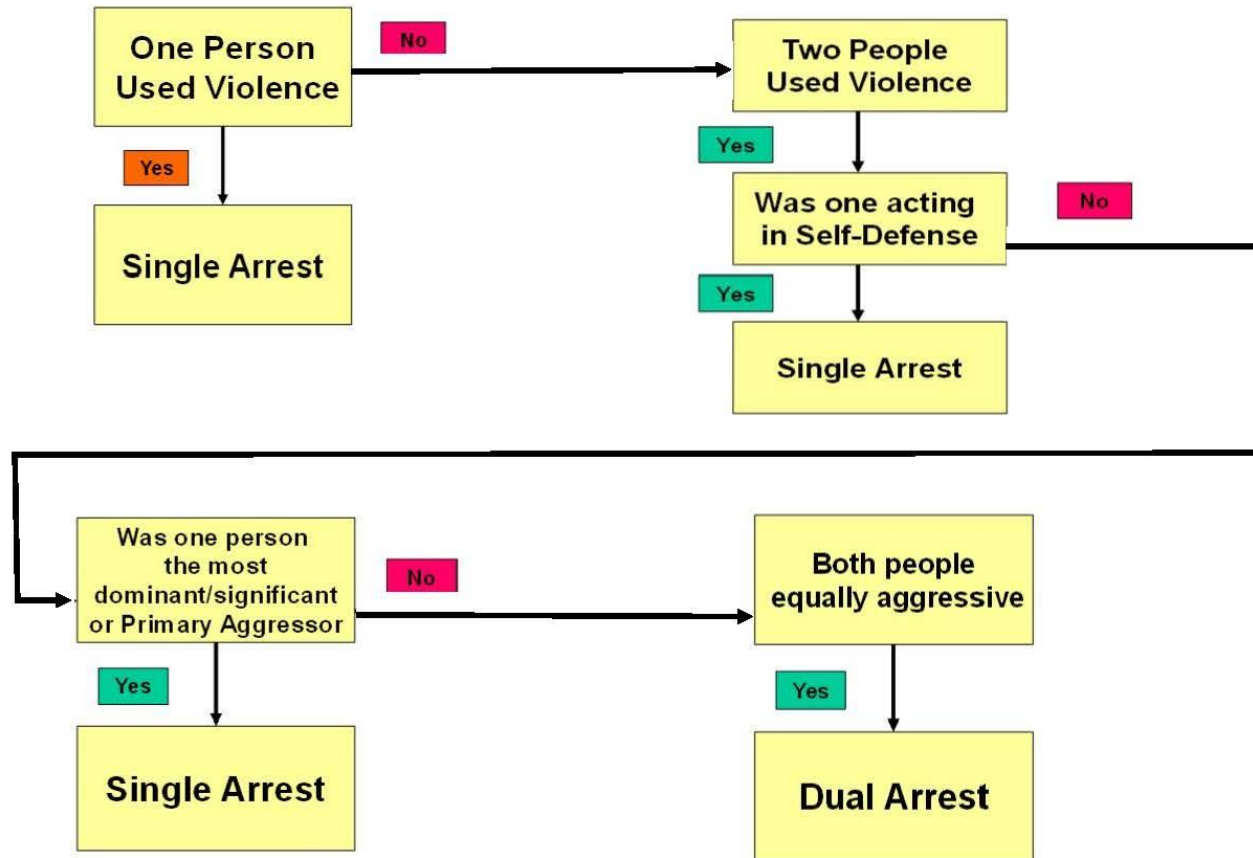 One Person
Used Violence
No
Two People
Used Violence
Yes
Yes
Single Arrest
Was one acting
in Self-Defense
No
Yes
Single Arrest
Was one person
the most
dominant/significant
or Primary Aggressor
No
Both people
equally aggressive
Yes
Yes
Single Arrest
Dual Arrest